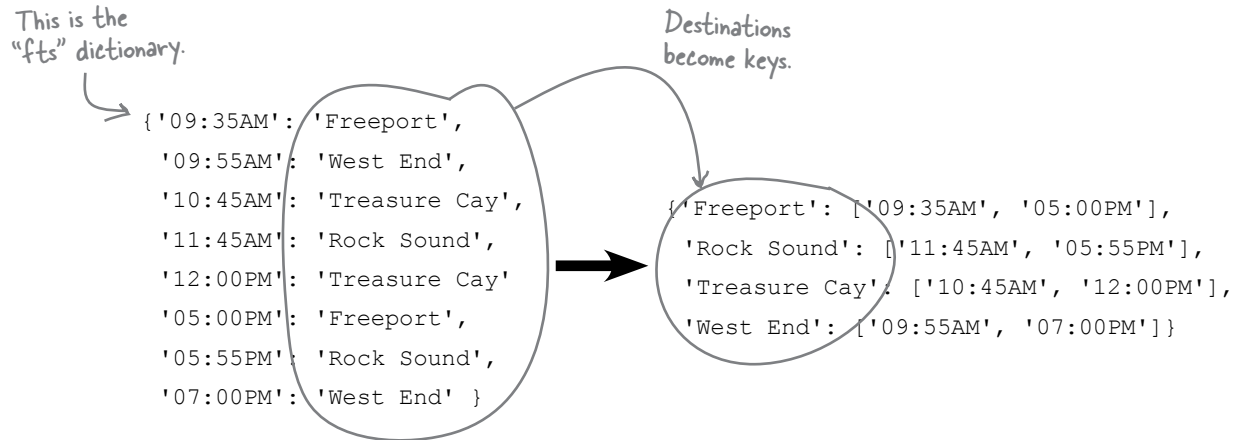 This is the
“fts” dictionary.
Destinations
become keys.
{'09:35AM': 'Freeport',
'09:55AM': 'West End',
'10:45AM': 'Treasure Cay',
'11:45AM': 'Rock Sound',
'12:00PM': 'Treasure Cay'
'05:00PM': 'Freeport',
'05:55PM': 'Rock Sound',
'07:00PM': 'West End' }
{'Freeport': ['09:35AM', '05:00PM'],
'Rock Sound': ['11:45AM', '05:55PM'],
'Treasure Cay': ['10:45AM', '12:00PM'],
'West End': ['09:55AM', '07:00PM']}